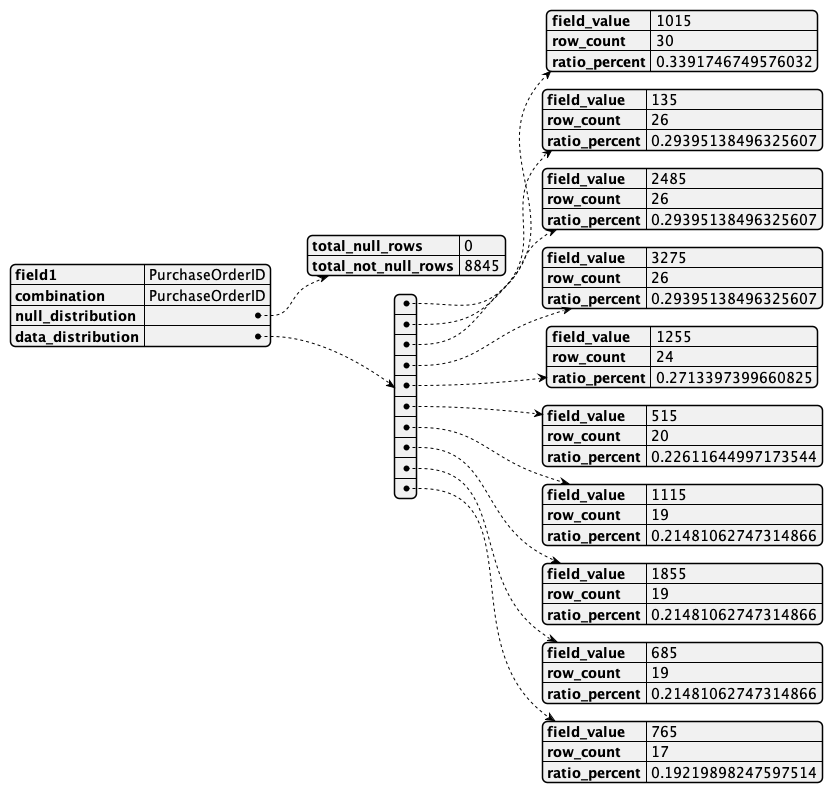 field1 PurchaseOrderID
combination PurchaseOrderID
null_distribution
data_distribution
total_null_rows 0
total_not_null_rows 8845
field_value 1015
row_count 30
ratio_percent 0.3391746749576032
field_value 135
row_count 26
ratio_percent 0.29395138496325607
field_value 2485
row_count 26
ratio_percent 0.29395138496325607
field_value 3275
row_count 26
ratio_percent 0.29395138496325607
field_value 1255
row_count 24
ratio_percent 0.2713397399660825
field_value 515
row_count 20
ratio_percent 0.22611644997173544
field_value 1115
row_count 19
ratio_percent 0.21481062747314866
field_value 1855
row_count 19
ratio_percent 0.21481062747314866
field_value 685
row_count 19
ratio_percent 0.21481062747314866
field_value 765
row_count 17
ratio_percent 0.19219898247597514